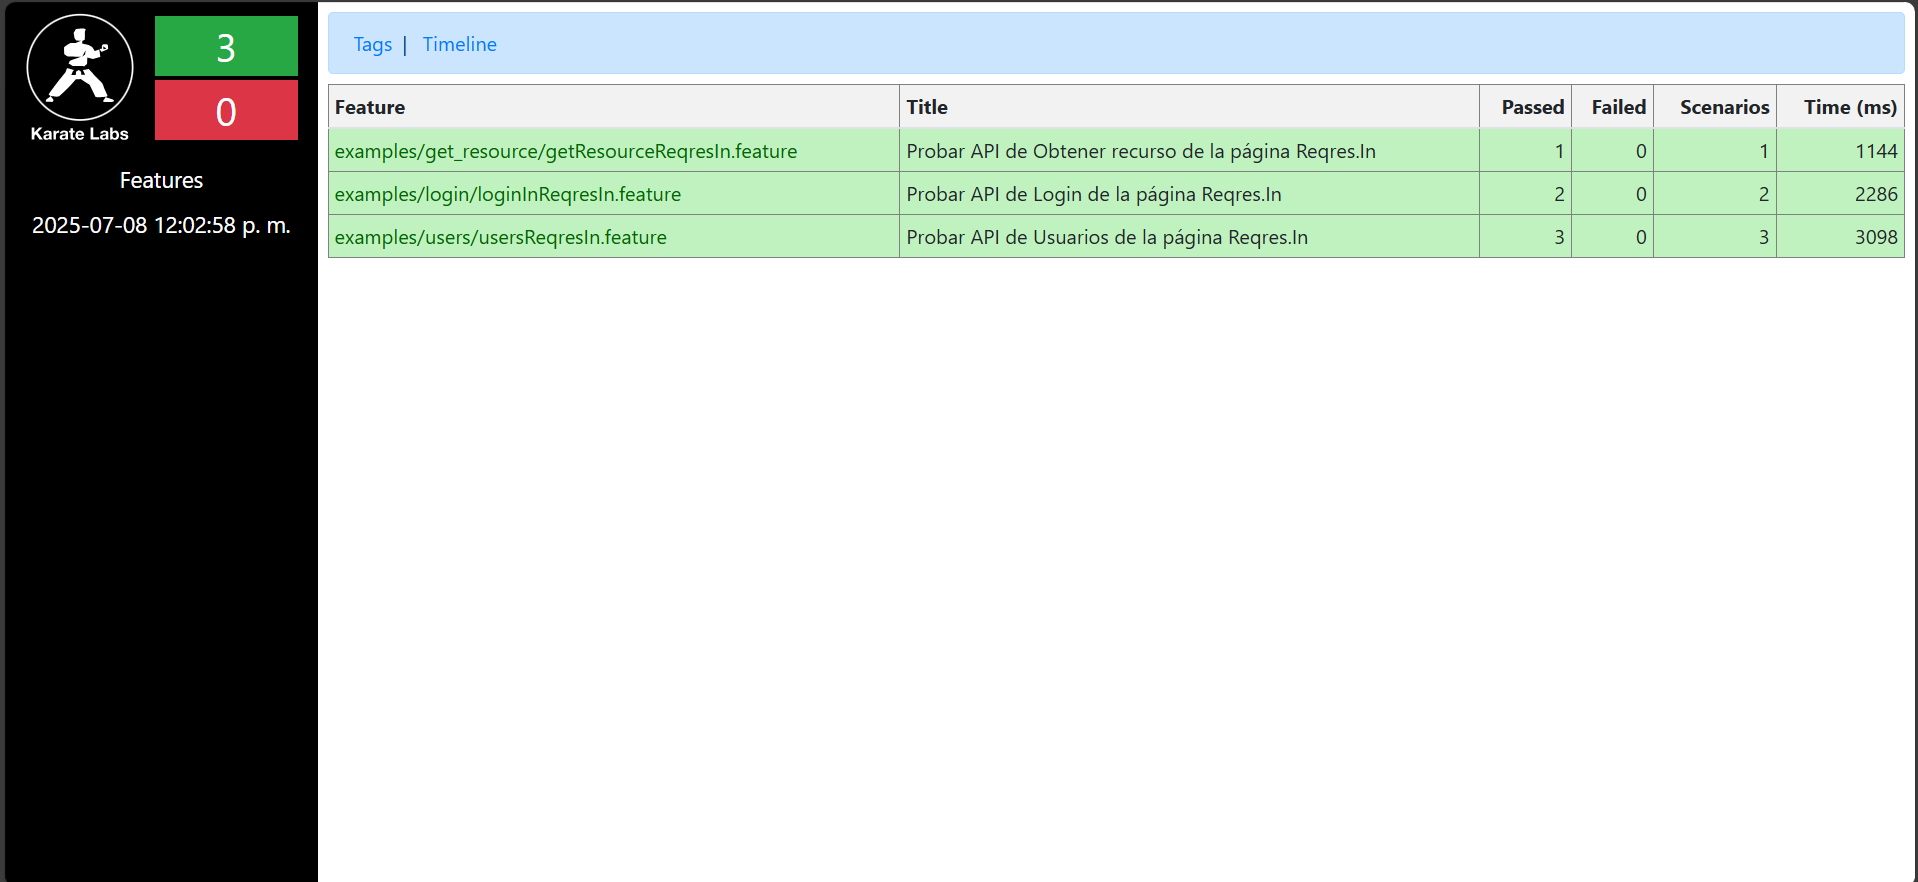 Karate Labs
3
0
Features
2025-07-08 12:02:58 p. m.
Tags | Timeline
Feature Title Passed Failed Scenarios Time (ms)
examples/get_resource/getResourceReqresIn.feature Probar API de Obtener recurso de la página Reqres.In 1 0 1 1144
examples/login/loginInReqresIn.feature Probar API de Login de la página Reqres.In 2 0 2 2286
examples/users/usersReqresIn.feature Probar API de Usuarios de la página Reqres.In 3 0 3 3098